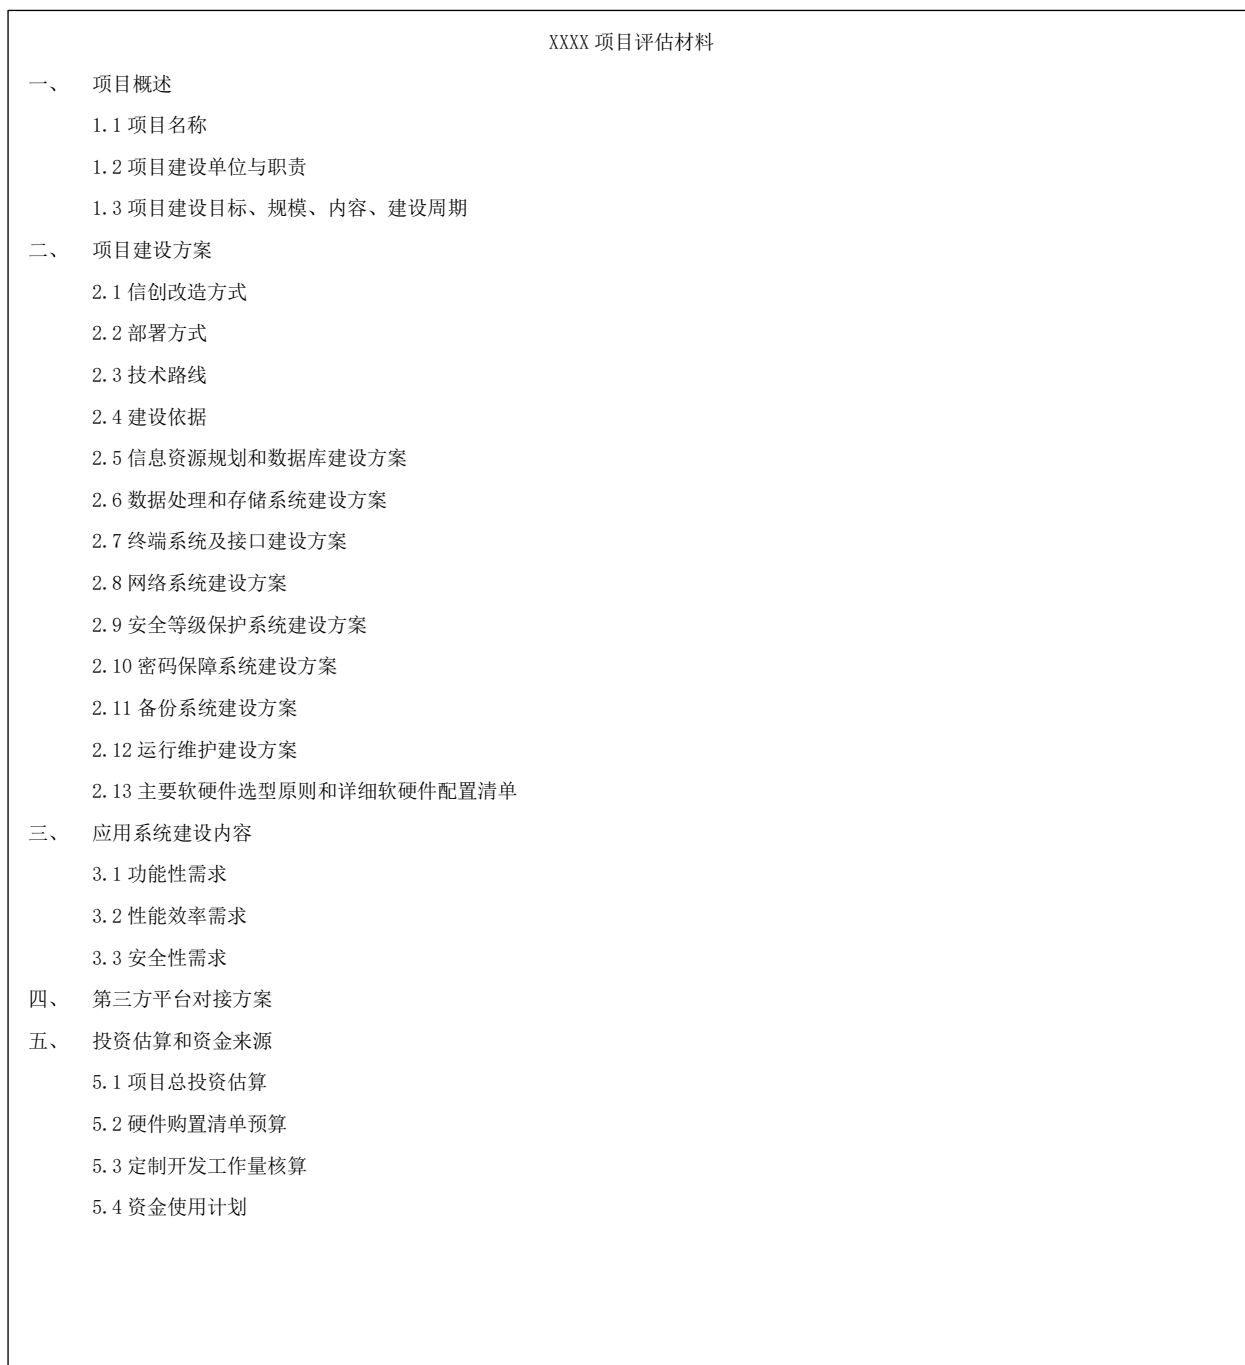 XXXX 项目评估材料
一、 项目概述
1.1 项目名称
1.2 项目建设单位与职责
1.3 项目建设目标、规模、内容、建设周期
二、 项目建设方案
2.1 信创改造方式
2.2 部署方式
2.3 技术路线
2.4 建设依据
2.5 信息资源规划和数据库建设方案
2.6 数据处理和存储系统建设方案
2.7 终端系统及接口建设方案
2.8 网络系统建设方案
2.9 安全等级保护系统建设方案
2.10 密码保障系统建设方案
2.11 备份系统建设方案
2.12 运行维护建设方案
2.13 主要软硬件选型原则和详细软硬件配置清单
三、 应用系统建设内容
3.1 功能性需求
3.2 性能效率需求
3.3 安全性需求
四、 第三方平台对接方案
五、 投资估算和资金来源
5.1 项目总投资估算
5.2 硬件购置清单预算
5.3 定制开发工作量核算
5.4 资金使用计划